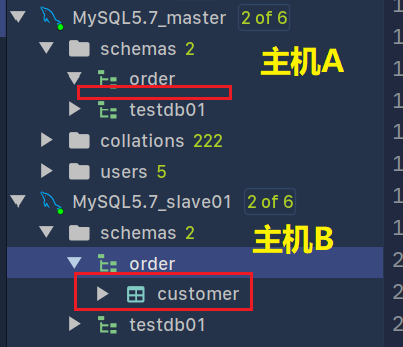 MySQL5.7_master 2 of 6
schemas 2
主机A
order
testdb01
collations 222
users 5
MySQL5.7_slave01 2 of 6
schemas 2
主机B
order
customer
testdb01